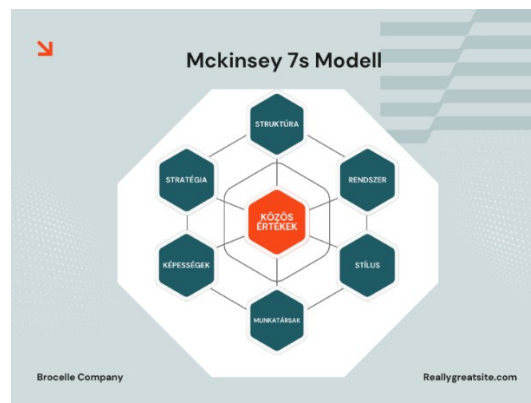 Mckinsey 7s Modell
STRUKTÚRA
STRATÉGIA
RENDSZER
KÖZÖS
ÉRTÉKEK
KÉPESSÉGEK
STÍLUS
MUNKATÁRSAK
Brocelle Company
Reallygreatsite.com